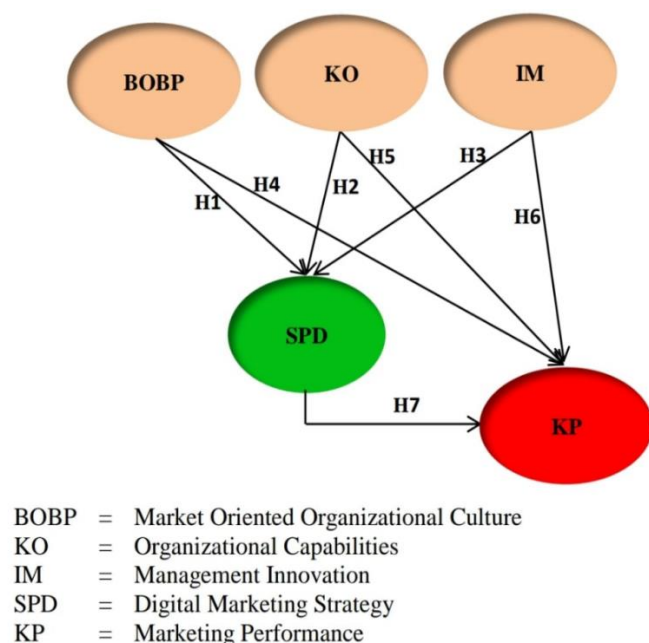 BOBP
KO
IM
H1
H4
H2
H5
H3
H6
SPD
H7
KP
BOBP = Market Oriented Organizational Culture
KO = Organizational Capabilities
IM = Management Innovation
SPD = Digital Marketing Strategy
KP = Marketing Performance